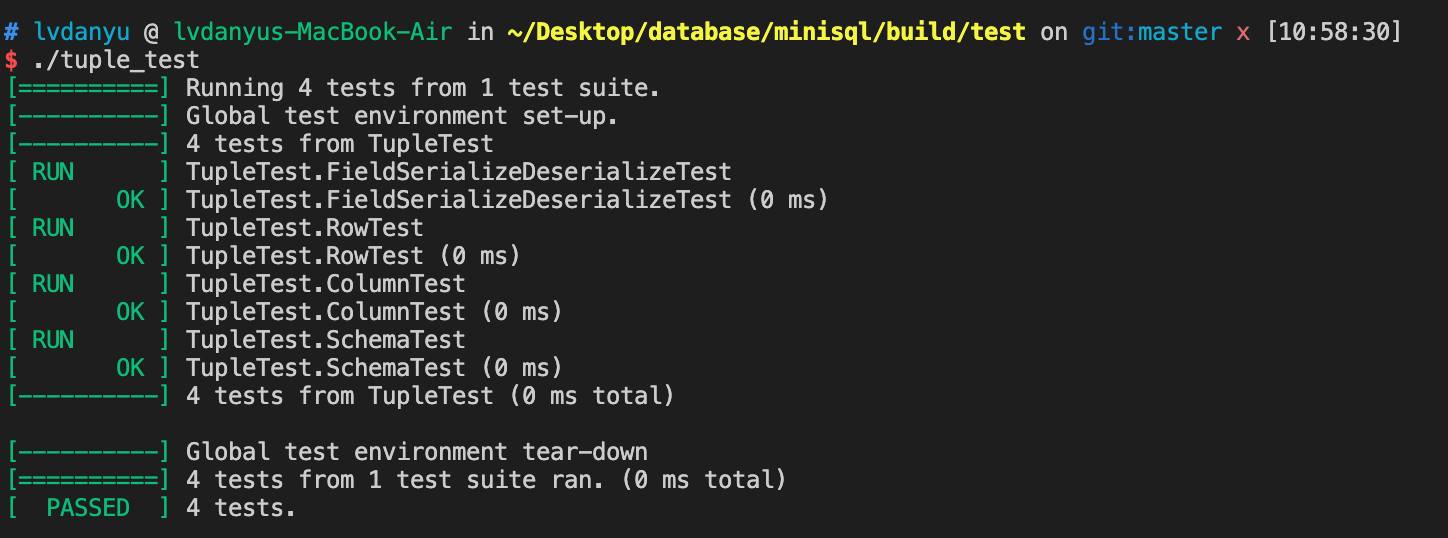 # lvdanyu @ lvdanyus-MacBook-Air in ~/Desktop/database/minisql/build/test on git:master x [10:58:30]
$ ./tuple_test
[==========] Running 4 tests from 1 test suite.
[----------] Global test environment set-up.
[----------] 4 tests from TupleTest
[ RUN      ] TupleTest.FieldSerializeDeserializeTest
[       OK ] TupleTest.FieldSerializeDeserializeTest (0 ms)
[ RUN      ] TupleTest.RowTest
[       OK ] TupleTest.RowTest (0 ms)
[ RUN      ] TupleTest.ColumnTest
[       OK ] TupleTest.ColumnTest (0 ms)
[ RUN      ] TupleTest.SchemaTest
[       OK ] TupleTest.SchemaTest (0 ms)
[----------] 4 tests from TupleTest (0 ms total)
[----------] Global test environment tear-down
[==========] 4 tests from 1 test suite ran. (0 ms total)
[  PASSED  ] 4 tests.